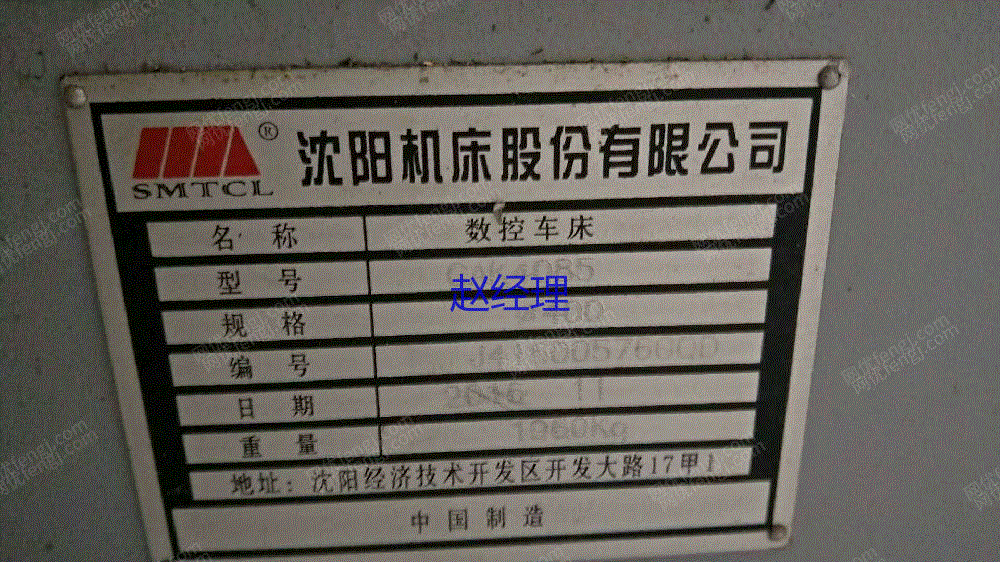 SMTCL ® 沈阳机床股份有限公司
名 称 数控车床
型 号
赵经理
规 格
编 号
日 期 2016 11
重 量 1960Kg
地址：沈阳经济技术开发区开发大路17甲1
中国制造